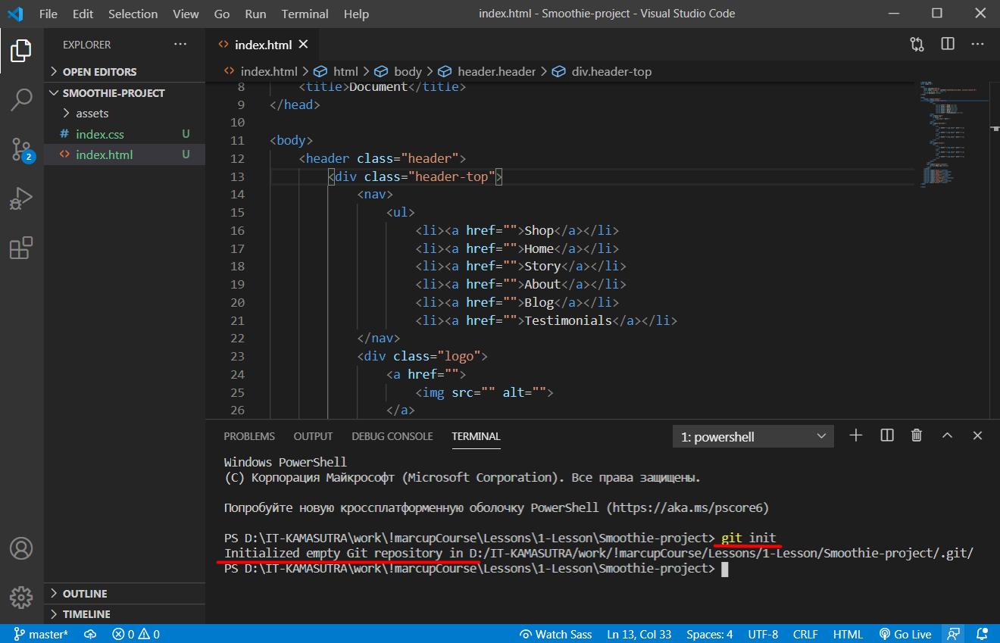 File Edit Selection View Go Run Terminal Help index.html - Smoothie-project - Visual Studio Code
EXPLORER
OPEN EDITORS
SMOOTHIE-PROJECT
assets
# index.css U
<> index.html U
2
OUTLINE
TIMELINE
<> index.html
<> index.html > html > body > header.header > div.header-top
8 <title>Document</title>
9 </head>
10
11 <body>
12 <header class="header">
13 <div class="header-top">
14 <nav>
15 <ul>
16 <li><a href="">Shop</a></li>
17 <li><a href="">Home</a></li>
18 <li><a href="">Story</a></li>
19 <li><a href="">About</a></li>
20 <li><a href="">Blog</a></li>
21 <li><a href="">Testimonials</a></li>
22 </nav>
23 <div class="logo">
24 <a href="">
25 <img src="" alt="">
26 </a>
PROBLEMS OUTPUT DEBUG CONSOLE TERMINAL 1: powershell
Windows PowerShell
(C) Корпорация Майкрософт (Microsoft Corporation). Все права защищены.
Попробуйте новую кроссплатформенную оболочку PowerShell (https://aka.ms/pscore6)
PS D:\IT-KAMASUTRA\work\!marcupCourse\Lessons\1-Lesson\Smoothie-project> git init
Initialized empty Git repository in D:/IT-KAMASUTRA/work/!marcupCourse/Lessons/1-Lesson/Smoothie-project/.git/
PS D:\IT-KAMASUTRA\work\!marcupCourse\Lessons\1-Lesson\Smoothie-project>
master* 0 0 Watch Sass Ln 13, Col 33 Spaces: 4 UTF-8 CRLF HTML Go Live